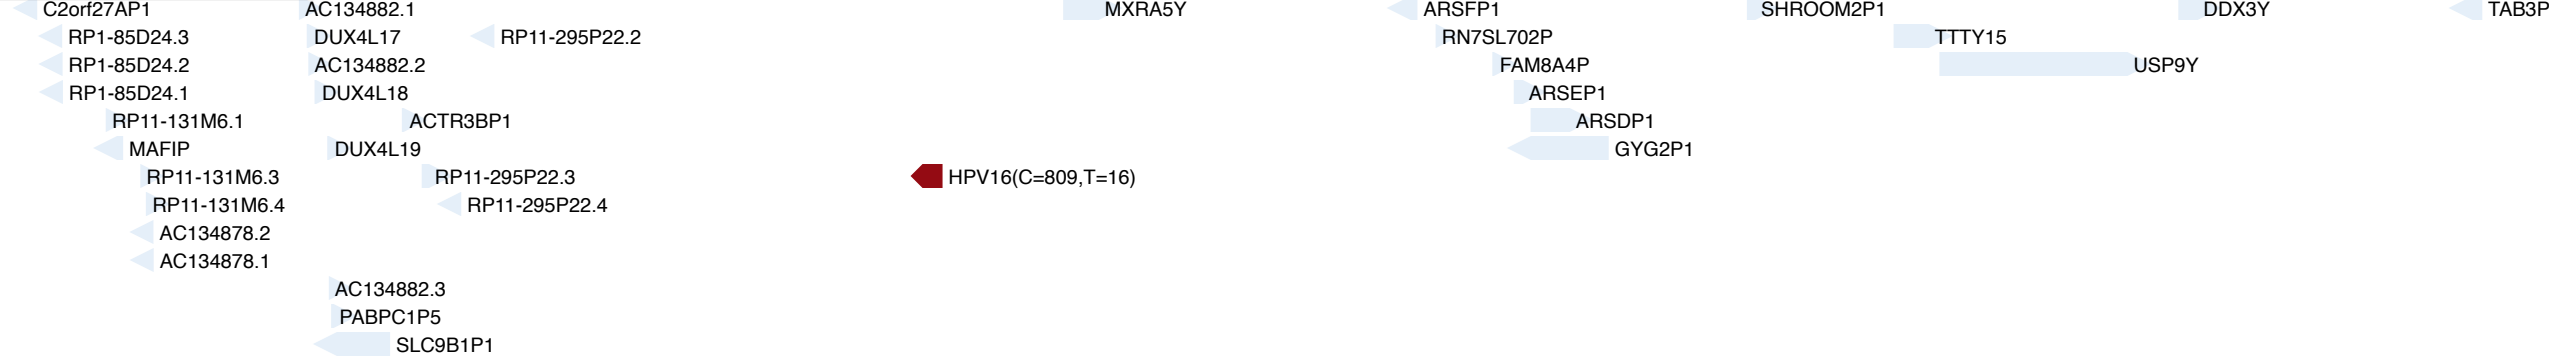 C2orf27AP1 AC134882.1 MXRA5Y ARSFP1 SHROOM2P1 DDX3Y TAB3P
RP1-85D24.3 DUX4L17 RP11-295P22.2 RN7SL702P TTTY15
RP1-85D24.2 AC134882.2 FAM8A4P USP9Y
RP1-85D24.1 DUX4L18 ARSEP1
RP11-131M6.1 ACTR3BP1 ARSDP1
MAFIP DUX4L19 GYG2P1
RP11-131M6.3 RP11-295P22.3 HPV16(C=809,T=16)
RP11-131M6.4 RP11-295P22.4
AC134878.2
AC134878.1
AC134882.3
PABPC1P5
SLC9B1P1